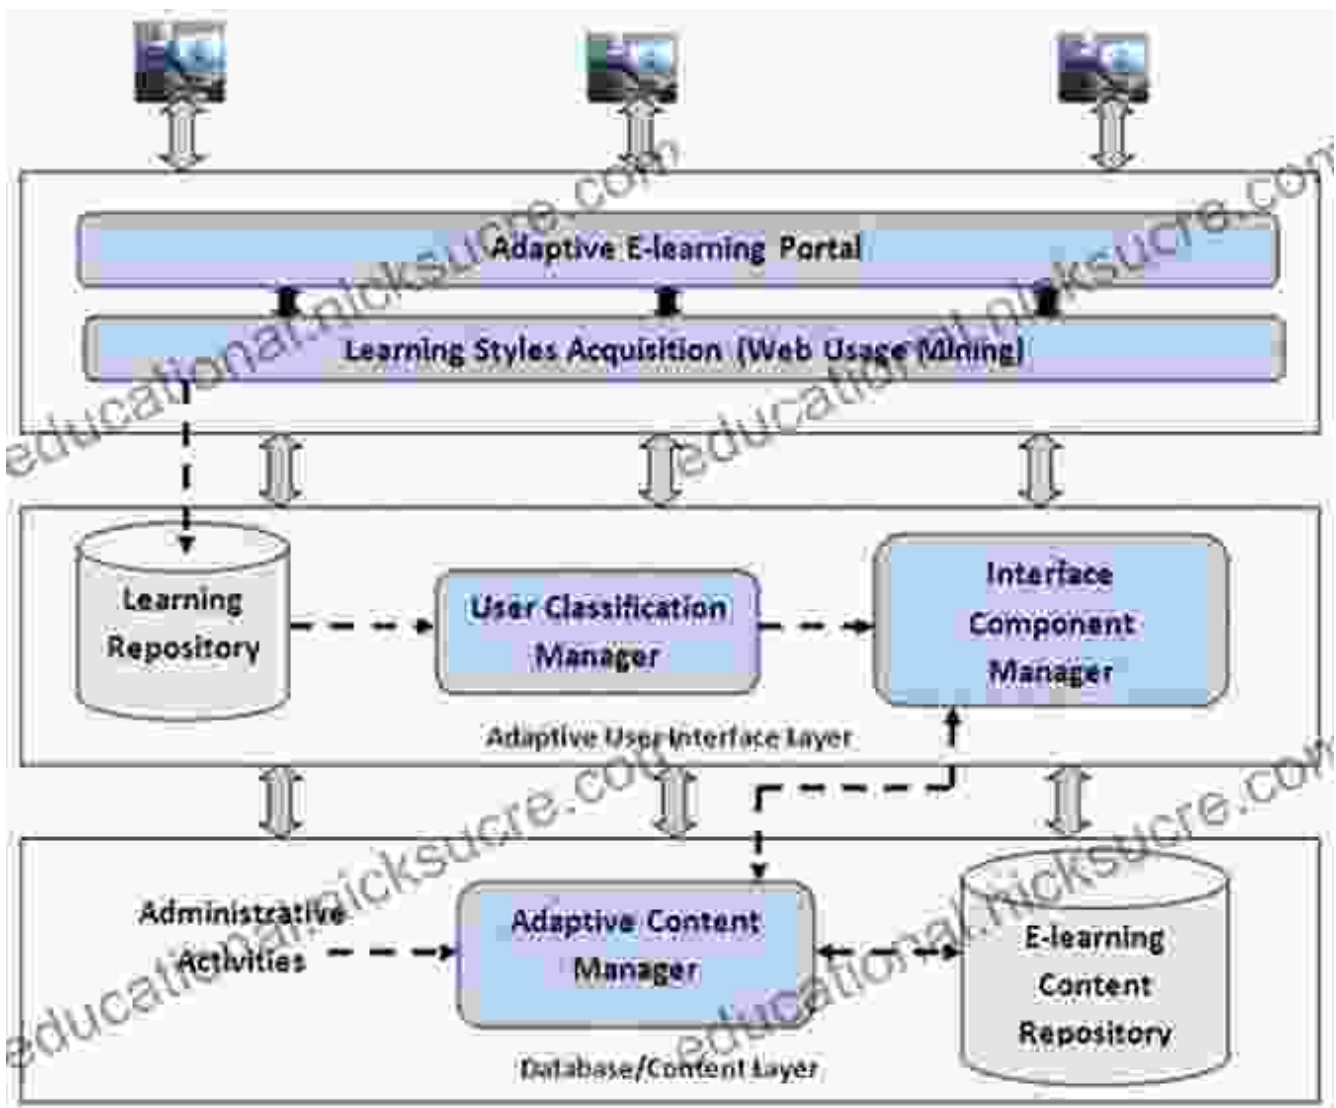 Adaptive E-learning Portal
Learning Styles Acquisition (Web Usage Mining)
Learning
Repository
User Classification
Manager
Interface
Component
Manager
Adaptive User Interface Layer
Administrative
Activities
Adaptive Content
Manager
E-learning
Content
Repository
Database/Content Layer
educational.nicksucre.com
educational.nicksucre.com
educational.nicksucre.com
educational.nicksucre.com